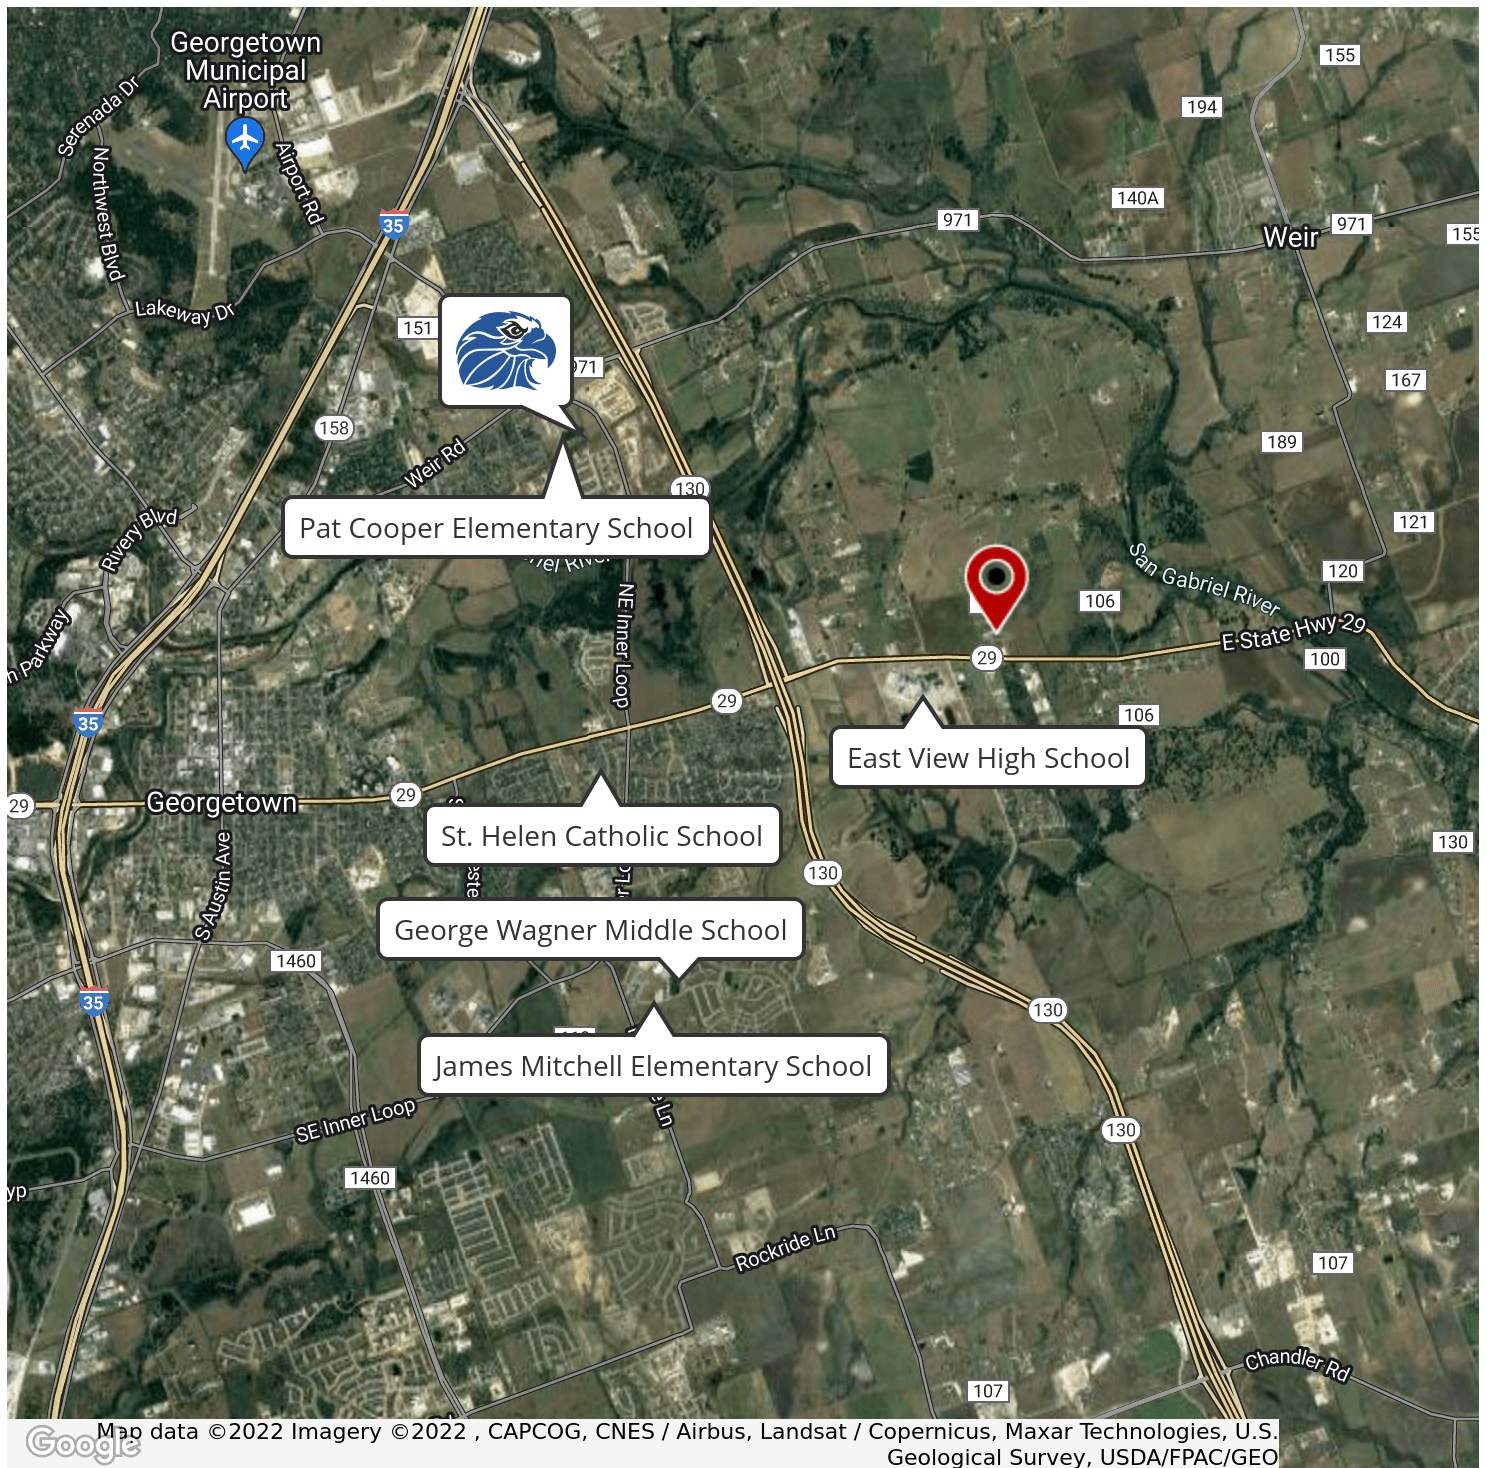 Georgetown
Municipal
Airport
155
194
Serenada Dr
Airport Rd
Northwest Blvd
140A
35
971
Weir
971
155
Lakeway Dr
151
124
971
167
158
189
Weir Rd
130
Rivery Blvd
121
Pat Cooper Elementary School
San Gabriel River
120
106
NE Inner Loop
Parkway
E State Hwy 29
29
100
29
106
35
East View High School
29
Georgetown
29
St. Helen Catholic School
130
S Austin Ave
130
George Wagner Middle School
1460
35
130
James Mitchell Elementary School
Ln
SE Inner Loop
130
1460
yp
Rockride Ln
107
Chandler Rd
107
Google
Map data ©2022 Imagery ©2022 , CAPCOG, CNES / Airbus, Landsat / Copernicus, Maxar Technologies, U.S.
Geological Survey, USDA/FPAC/GEO